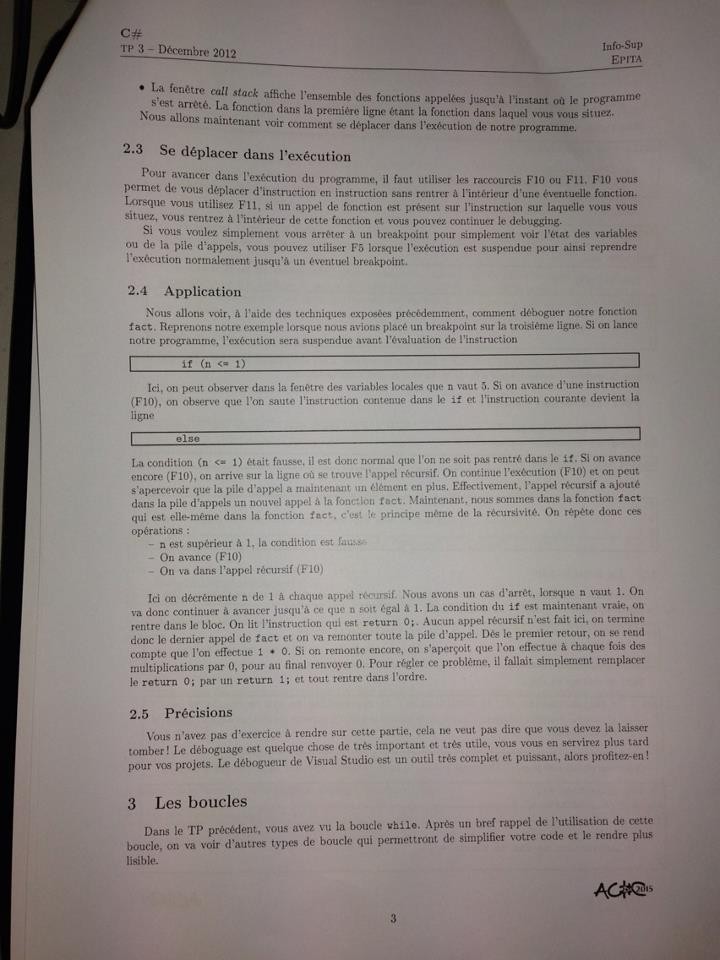 C#
TP 3 – Décembre 2012
Info-Sup
EPITA
• La fenêtre call stack affiche l'ensemble des fonctions appelées jusqu'à l'instant où le programme
s'est arrêté. La fonction dans la première ligne étant la fonction dans laquel vous vous situez.
Nous allons maintenant voir comment se déplacer dans l'exécution de notre programme.
2.3 Se déplacer dans l'exécution
Pour avancer dans l'exécution du programme, il faut utiliser les raccourcis F10 ou F11. F10 vous
permet de vous déplacer d'instruction en instruction sans rentrer à l'intérieur d'une éventuelle fonction.
Lorsque vous utilisez F11, si un appel de fonction est présent sur l'instruction sur laquelle vous vous
situez, vous rentrez à l'intérieur de cette fonction et vous pouvez continuer le debugging.
Si vous voulez simplement vous arrêter à un breakpoint pour simplement voir l'état des variables
ou de la pile d'appels, vous pouvez utiliser F5 lorsque l'exécution est suspendue pour ainsi reprendre
l'exécution normalement jusqu'à un éventuel breakpoint.
2.4 Application
Nous allons voir, à l'aide des techniques exposées précédemment, comment déboguer notre fonction
fact. Reprenons notre exemple lorsque nous avions placé un breakpoint sur la troisième ligne. Si on lance
notre programme, l'exécution sera suspendue avant l'évaluation de l'instruction
if (n <= 1)
Ici, on peut observer dans la fenêtre des variables locales que n vaut 5. Si on avance d'une instruction
(F10), on observe que l'on saute l'instruction contenue dans le if et l'instruction courante devient la
ligne
else
La condition (n <= 1) était fausse, il est donc normal que l'on ne soit pas rentré dans le if. Si on avance
encore (F10), on arrive sur la ligne où se trouve l'appel récursif. On continue l'exécution (F10) et on peut
s'apercevoir que la pile d'appel a maintenant un élément en plus. Effectivement, l'appel récursif a ajouté
dans la pile d'appels un nouvel appel à la fonction fact. Maintenant, nous sommes dans la fonction fact
qui est elle-même dans la fonction fact, c'est le principe même de la récursivité. On répète donc ces
opérations :
– n est supérieur à 1, la condition est fausse
– On avance (F10)
– On va dans l'appel récursif (F10)
Ici on décrémente n de 1 à chaque appel récursif. Nous avons un cas d'arrêt, lorsque n vaut 1. On
va donc continuer à avancer jusqu'à ce que n soit égal à 1. La condition du if est maintenant vraie, on
rentre dans le bloc. On lit l'instruction qui est return 0;. Aucun appel récursif n'est fait ici, on termine
donc le dernier appel de fact et on va remonter toute la pile d'appel. Dès le premier retour, on se rend
compte que l'on effectue 1 * 0. Si on remonte encore, on s'aperçoit que l'on effectue à chaque fois des
multiplications par 0, pour au final renvoyer 0. Pour régler ce problème, il fallait simplement remplacer
le return 0; par un return 1; et tout rentre dans l'ordre.
2.5 Précisions
Vous n'avez pas d'exercice à rendre sur cette partie, cela ne veut pas dire que vous devez la laisser
tomber ! Le déboguage est quelque chose de très important et très utile, vous vous en servirez plus tard
pour vos projets. Le débogueur de Visual Studio est un outil très complet et puissant, alors profitez-en !
3 Les boucles
Dans le TP précédent, vous avez vu la boucle while. Après un bref rappel de l'utilisation de cette
boucle, on va voir d'autres types de boucle qui permettront de simplifier votre code et le rendre plus
lisible.
3